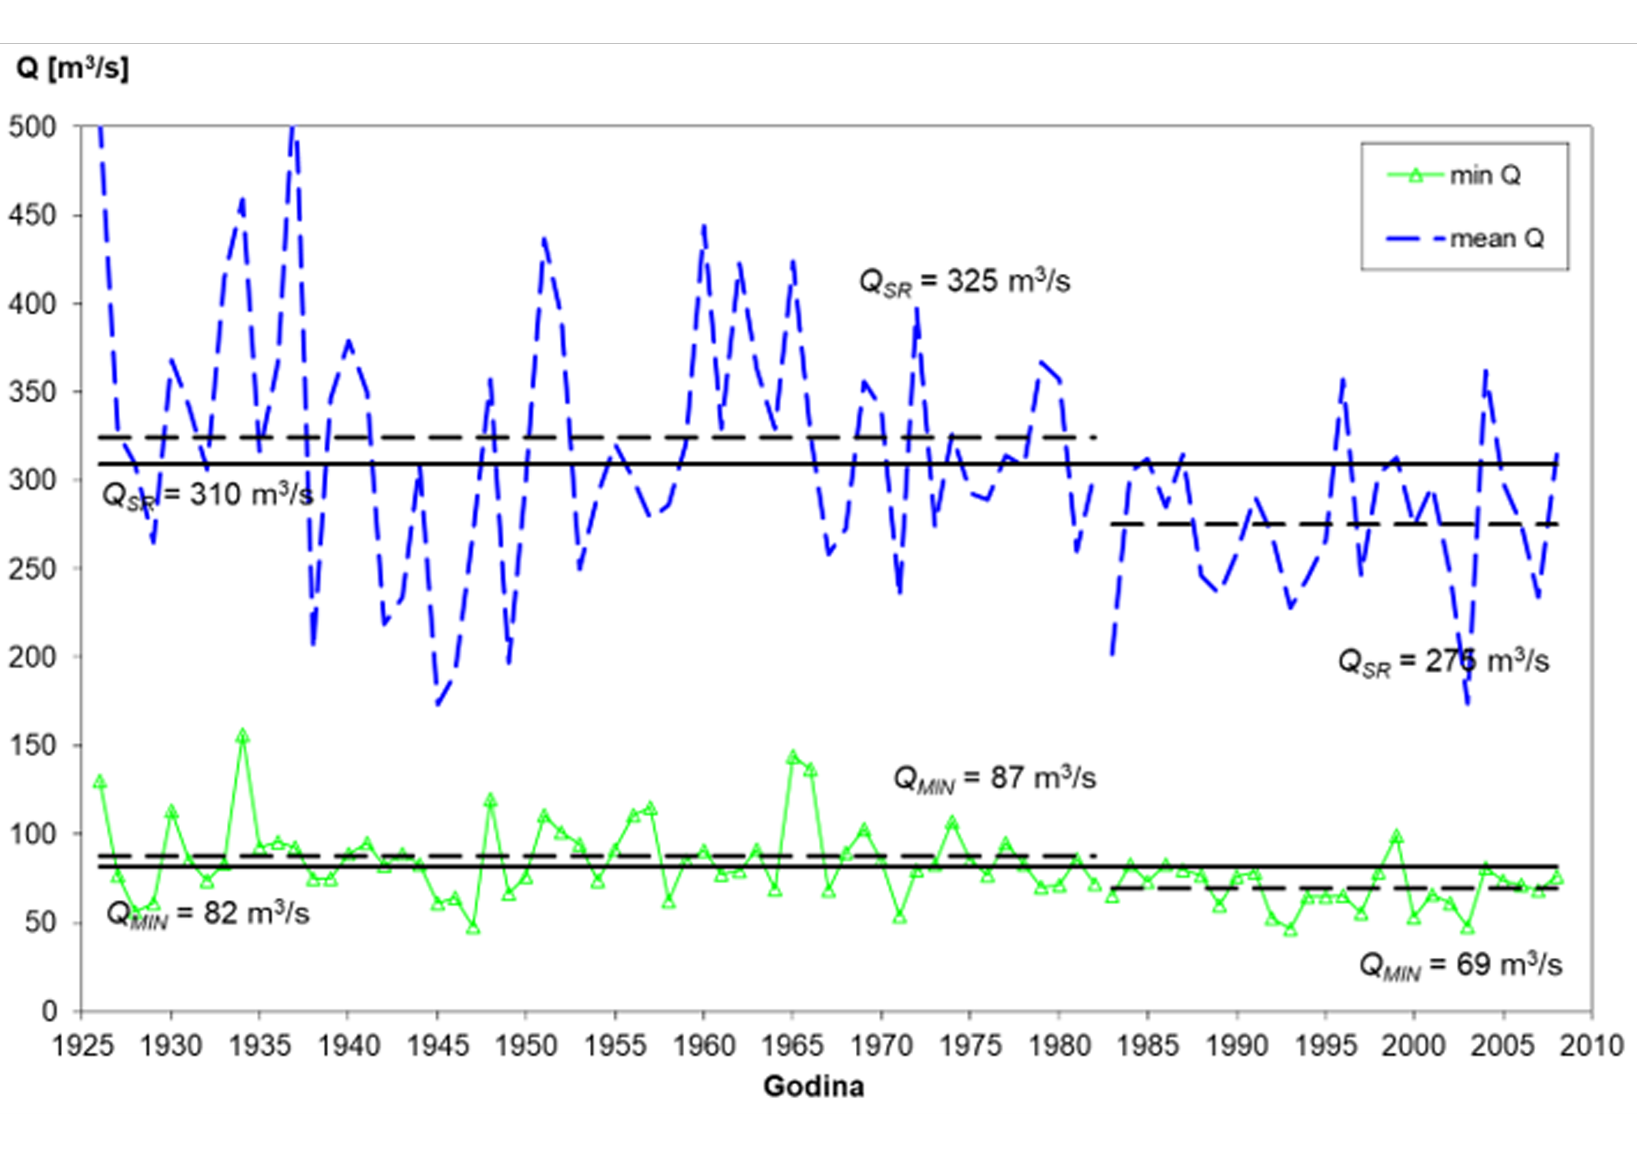 Q [m³/s]
500
450
400
350
300
250
200
150
100
50
0
min Q
mean Q
Q_SR = 325 m³/s
Q_SR = 310 m³/s
Q_SR = 275 m³/s
Q_MIN = 87 m³/s
Q_MIN = 82 m³/s
Q_MIN = 69 m³/s
1925 1930 1935 1940 1945 1950 1955 1960 1965 1970 1975 1980 1985 1990 1995 2000 2005 2010
Godina